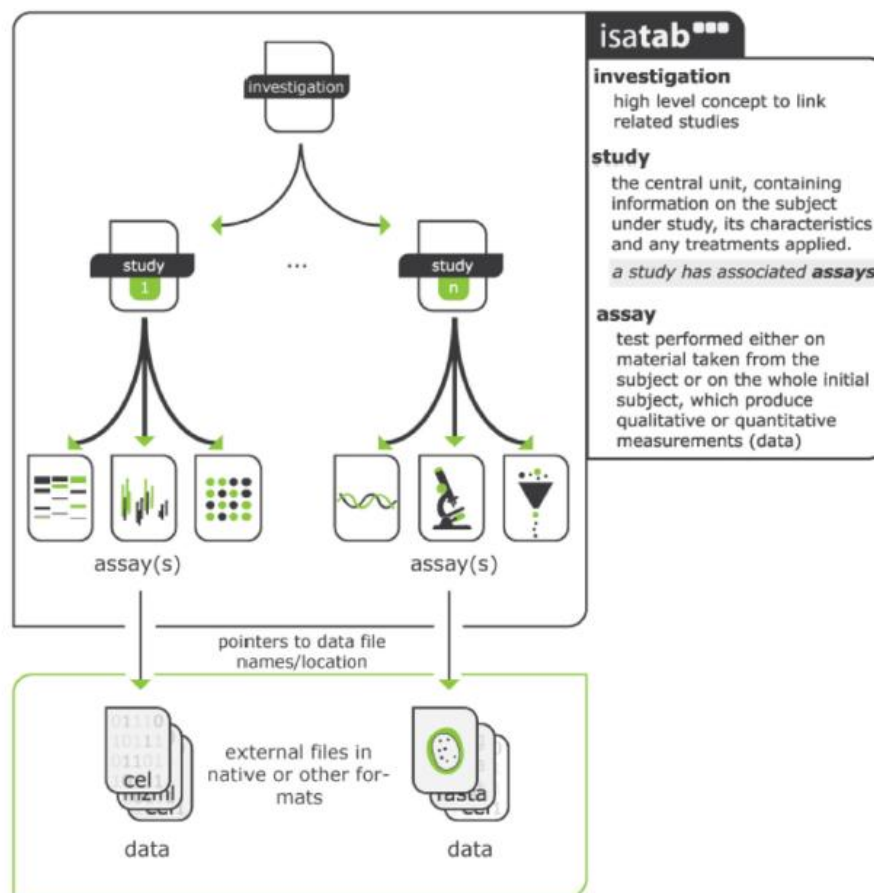 investigation
study
1
...
study
n
assay(s)
assay(s)
pointers to data file
names/location
01110
cel
mzml
cel
external files in
native or other for-
mats
fasta
cel
data
data
isatab
investigation
high level concept to link
related studies
study
the central unit, containing
information on the subject
under study, its characteristics
and any treatments applied.
a study has associated assays
assay
test performed either on
material taken from the
subject or on the whole initial
subject, which produce
qualitative or quantitative
measurements (data)